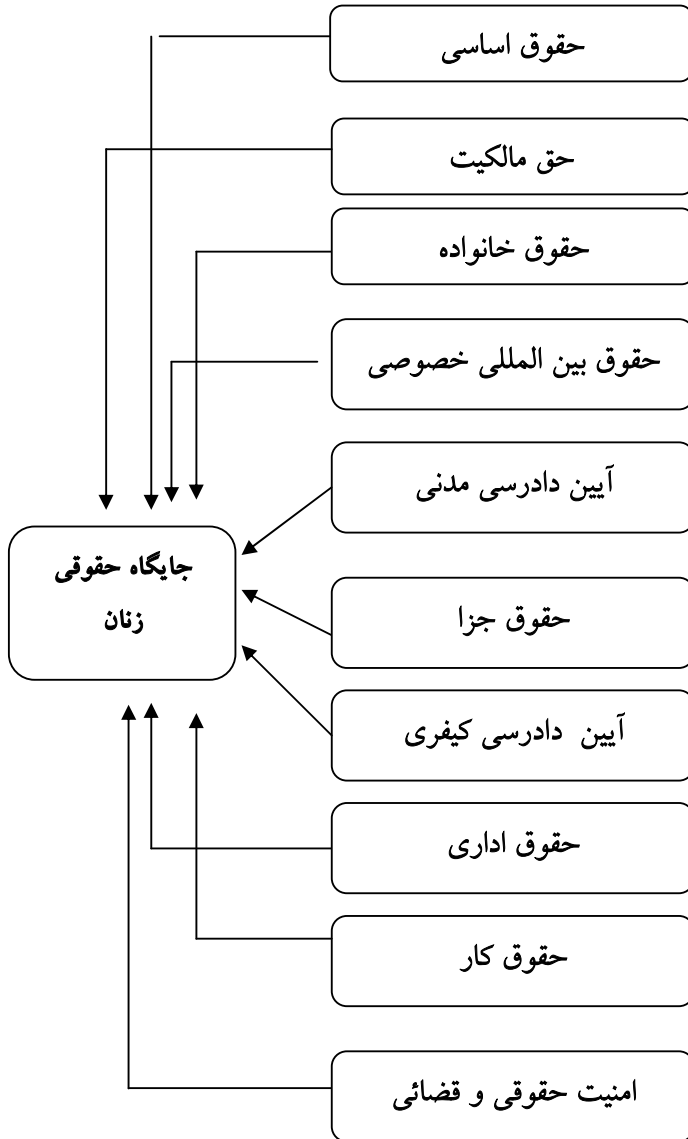 حقوق اساسی
حق مالکیت
حقوق خانواده
حقوق بین المللی خصوصی
آیین دادرسی مدنی
جایگاه حقوقی
زنان
حقوق جزا
آیین دادرسی کیفری
حقوق اداری
حقوق کار
امنیت حقوقی و قضائی